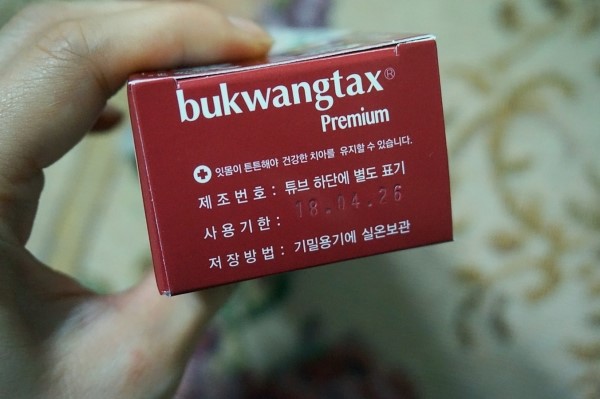 bukwangtax®
Premium
잇몸이 튼튼해야 건강한 치아를 유지할 수 있습니다.
제조번호 : 튜브 하단에 별도 표기
사용기한 : 18.04.26
저장방법 : 기밀용기에 실온보관